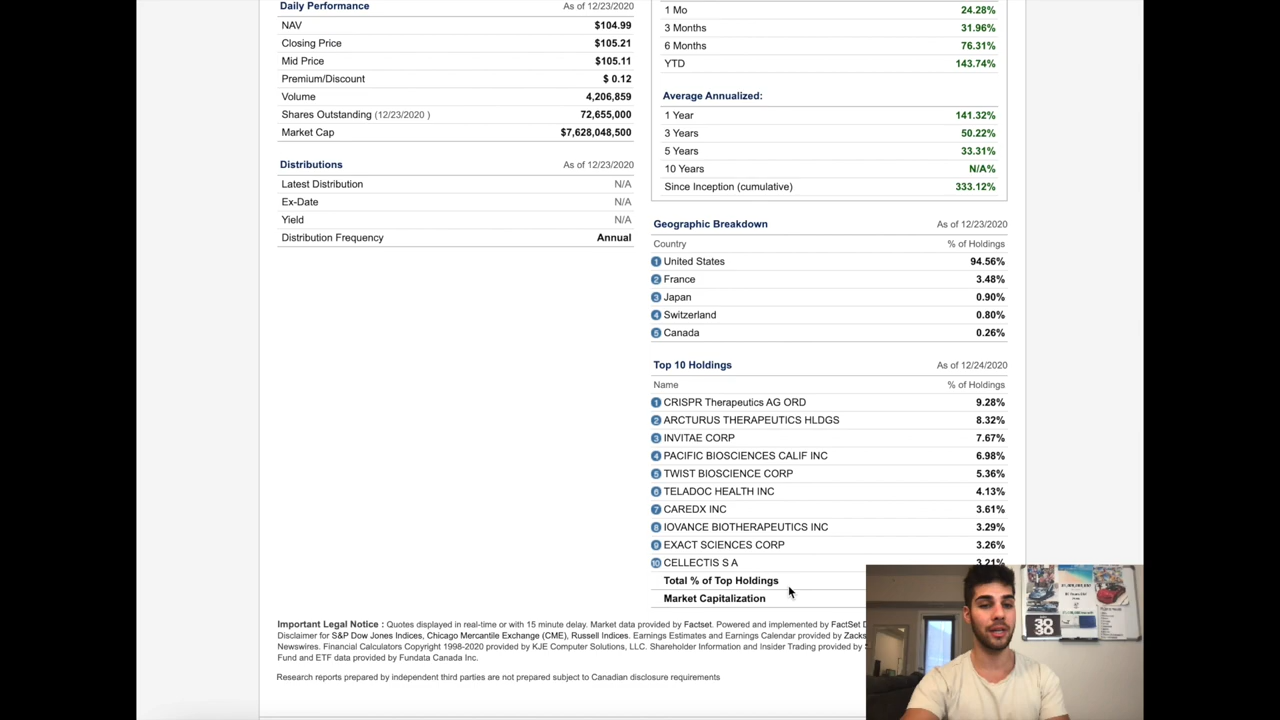 Daily Performance As of 12/23/2020
NAV $104.99
Closing Price $105.21
Mid Price $105.11
Premium/Discount $ 0.12
Volume 4,206,859
Shares Outstanding (12/23/2020 ) 72,655,000
Market Cap $7,628,048,500
Distributions As of 12/23/2020
Latest Distribution N/A
Ex-Date N/A
Yield N/A
Distribution Frequency Annual
1 Mo 24.28%
3 Months 31.96%
6 Months 76.31%
YTD 143.74%
Average Annualized:
1 Year 141.32%
3 Years 50.22%
5 Years 33.31%
10 Years N/A%
Since Inception (cumulative) 333.12%
Geographic Breakdown As of 12/23/2020
Country % of Holdings
1 United States 94.56%
2 France 3.48%
3 Japan 0.90%
4 Switzerland 0.80%
5 Canada 0.26%
Top 10 Holdings As of 12/24/2020
Name % of Holdings
1 CRISPR Therapeutics AG ORD 9.28%
2 ARCTURUS THERAPEUTICS HLDGS 8.32%
3 INVITAE CORP 7.67%
4 PACIFIC BIOSCIENCES CALIF INC 6.98%
5 TWIST BIOSCIENCE CORP 5.36%
6 TELADOC HEALTH INC 4.13%
7 CAREDX INC 3.61%
8 IOVANCE BIOTHERAPEUTICS INC 3.29%
9 EXACT SCIENCES CORP 3.26%
10 CELLECTIS S A 3.21%
Total % of Top Holdings
Market Capitalization
Important Legal Notice : Quotes displayed in real-time or with 15 minute delay. Market data provided by Factset. Powered and implemented by FactSet
Disclaimer for S&P Dow Jones Indices, Chicago Mercantile Exchange (CME), Russell Indices. Earnings Estimates and Earnings Calendar provided by Zacks
Newswires. Financial Calculators Copyright 1998-2020 provided by KJE Computer Solutions, LLC. Shareholder Information and Insider Trading provided by
Fund and ETF data provided by Fundata Canada Inc.
Research reports prepared by independent third parties are not prepared subject to Canadian disclosure requirements
30
30